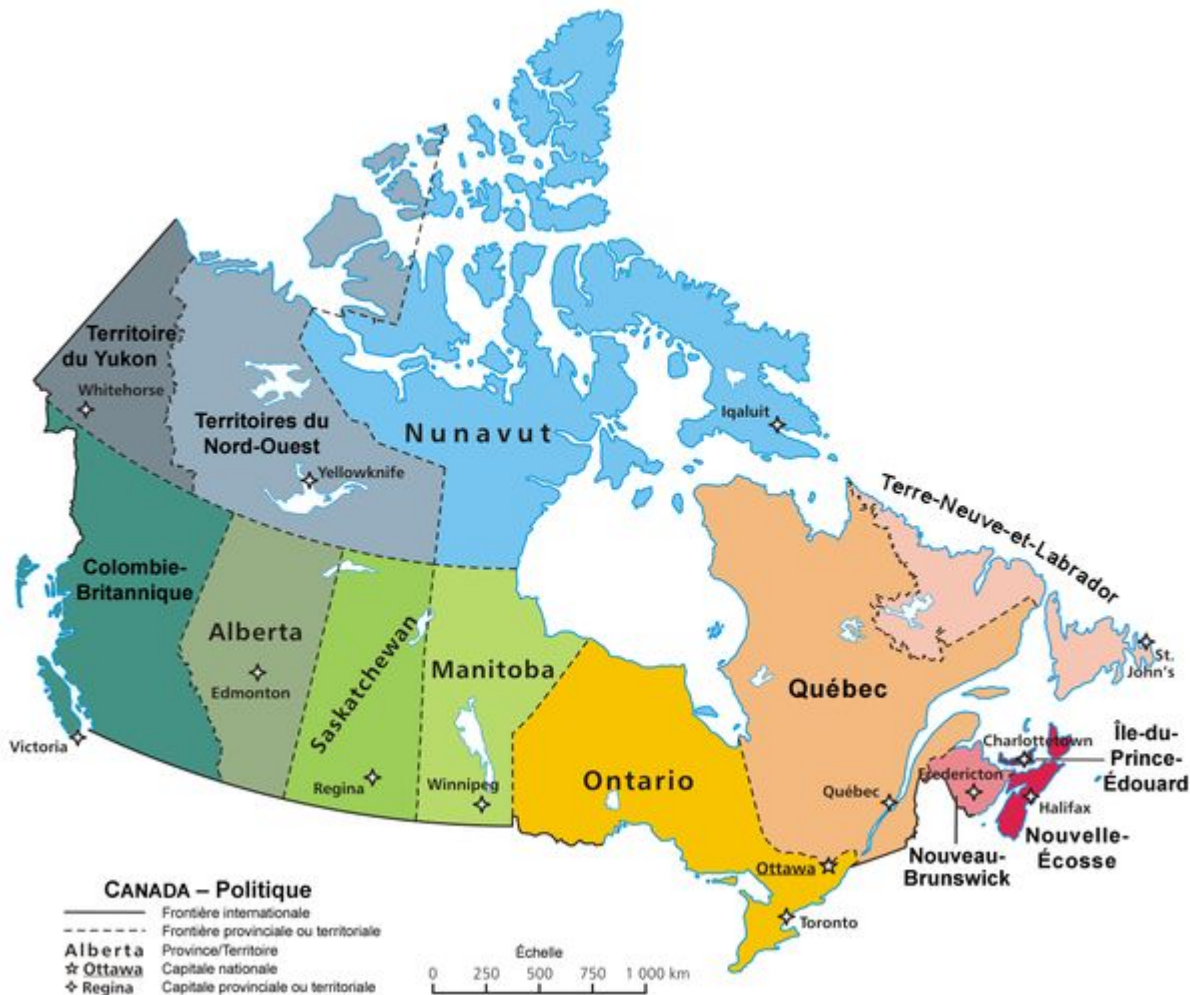 Territoire
du Yukon
Whitehorse
Territoires du
Nord-Ouest
Yellowknife
Nunavut
Iqaluit
Terre-Neuve-et-Labrador
Colombie-
Britannique
Alberta
Edmonton
Saskatchewan
Manitoba
Québec
St.
John's
Victoria
Regina
Winnipeg
Ontario
Québec
Charlottetown
Île-du-
Prince-
Édouard
Fredericton
Halifax
Nouvelle-
Écosse
Nouveau-
Brunswick
Ottawa
Toronto
CANADA – Politique
Frontière internationale
Frontière provinciale ou territoriale
Alberta Province/Territoire
Ottawa Capitale nationale
Regina Capitale provinciale ou territoriale
Échelle
0 250 500 750 1 000 km